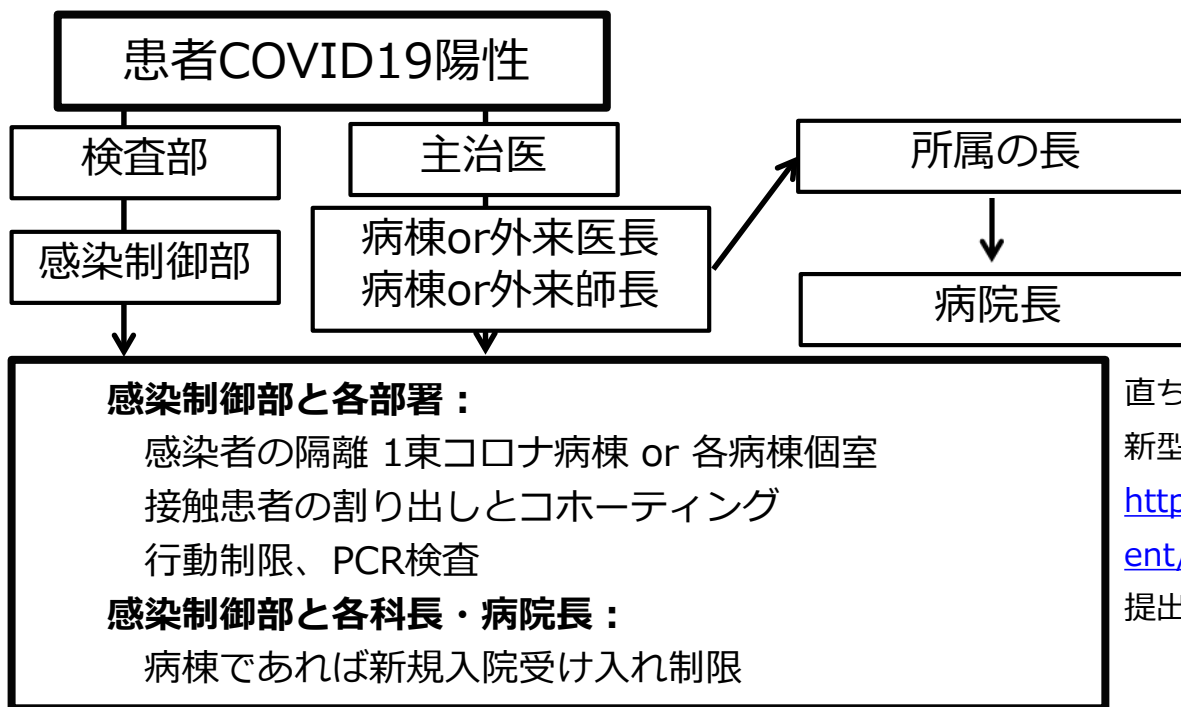 患者COVID19陽性
検査部
主治医
所属の長
感染制御部
病棟or外来医長
病棟or外来師長
病院長
感染制御部と各部署：
感染者の隔離 1東コロナ病棟 or 各病棟個室
接触患者の割り出しとコホーティング
行動制限、PCR検査
感染制御部と各科長・病院長：
病棟であれば新規入院受け入れ制限
直ち
新型
http
ent/
提出